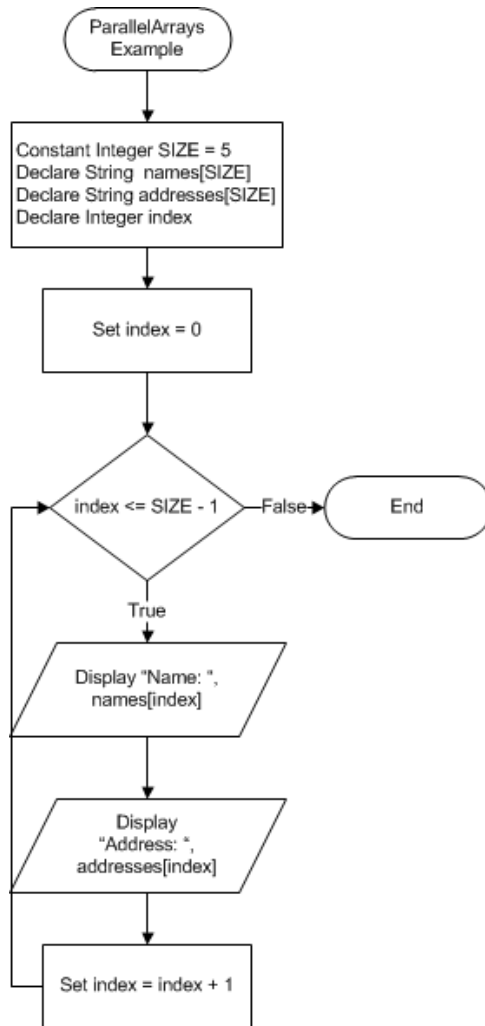 ParallelArrays
Example
Constant Integer SIZE = 5
Declare String  names[SIZE]
Declare String addresses[SIZE]
Declare Integer index
Set index = 0
index <= SIZE - 1
False
End
True
Display “Name: “,
names[index]
Display
“Address: “,
addresses[index]
Set index = index + 1